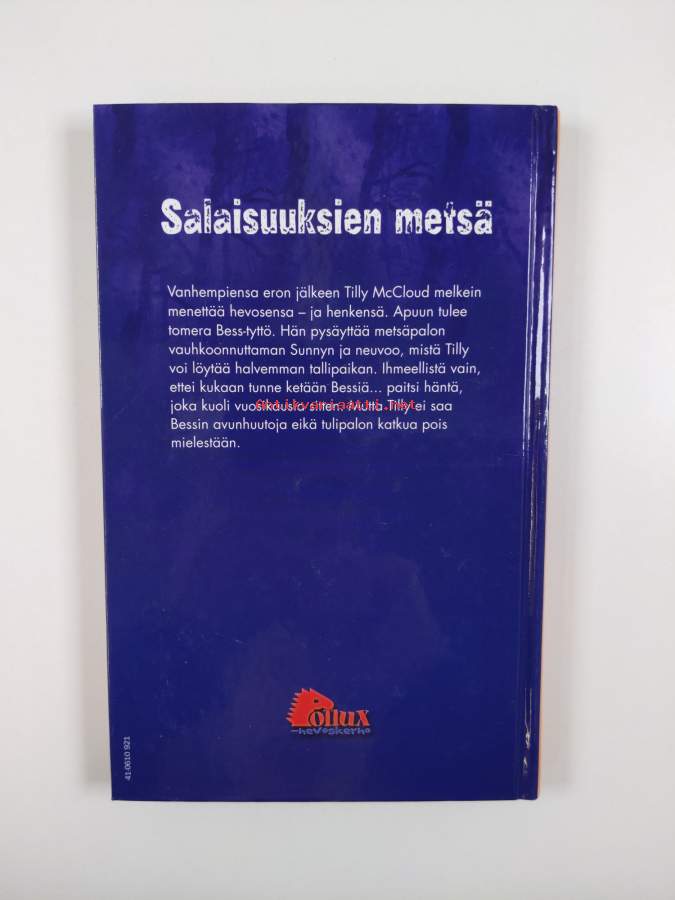 Salaisuuksien metsä
Vanhempiensa eron jälkeen Tilly McCloud melkein
menettää hevosensa – ja henkensä. Apuun tulee
tomera Bess-tyttö. Hän pysäyttää metsäpalon
vauhkoonnuttaman Sunnyn ja neuvoo, mistä Tilly
voi löytää halvemman tallipaikan. Ihmeellistä vain,
ettei kukaan tunne ketään Bessiä... paitsi häntä,
joka kuoli vuosikausia sitten. Mutta Tilly ei saa
Antikvariaatti.net
Bessin avunhuutoja eikä tulipalon katkua pois
mielestään.
Pollux
-hevoskerho
41-0610 921